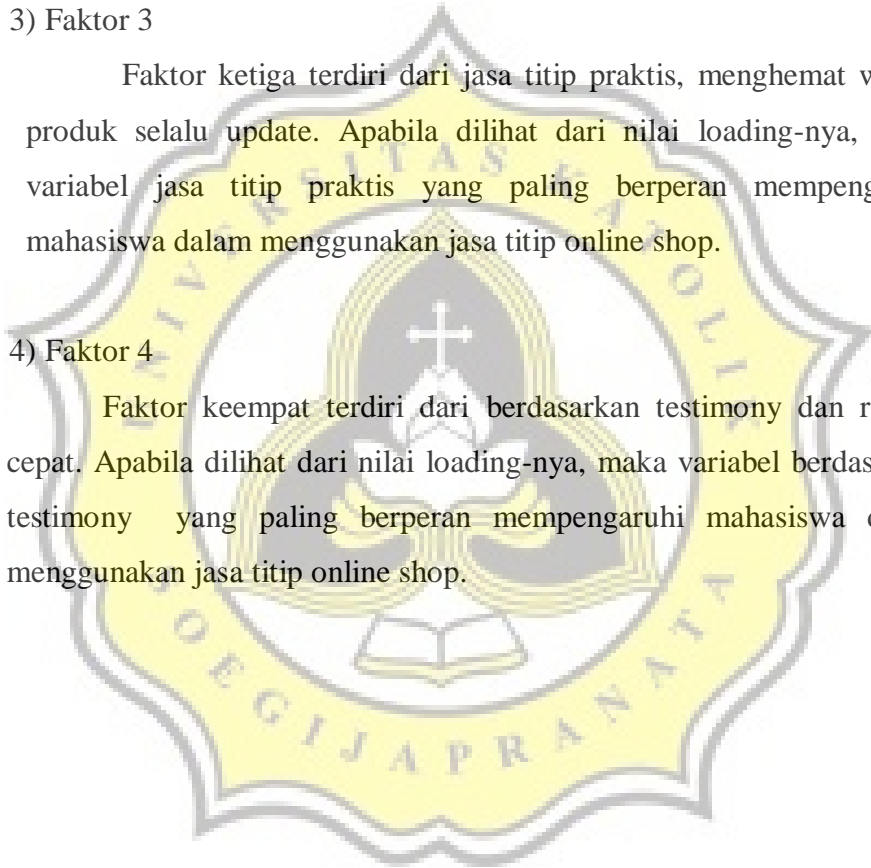 3) Faktor 3
Faktor ketiga terdiri dari jasa titip praktis, menghemat
produk selalu update. Apabila dilihat dari nilai loading-nya,
variabel jasa titip praktis yang paling berperan
mahasiswa dalam menggunakan jasa titip online shop.
4) Faktor 4
Faktor keempat terdiri dari berdasarkan testimony dan
cepat. Apabila dilihat dari nilai loading-nya, maka variabel
testimony yang paling berperan mempengaruhi mahasiswa
menggunakan jasa titip online shop.
UNIVERSITAS KATOLIK
SOEGIJAPRANATA